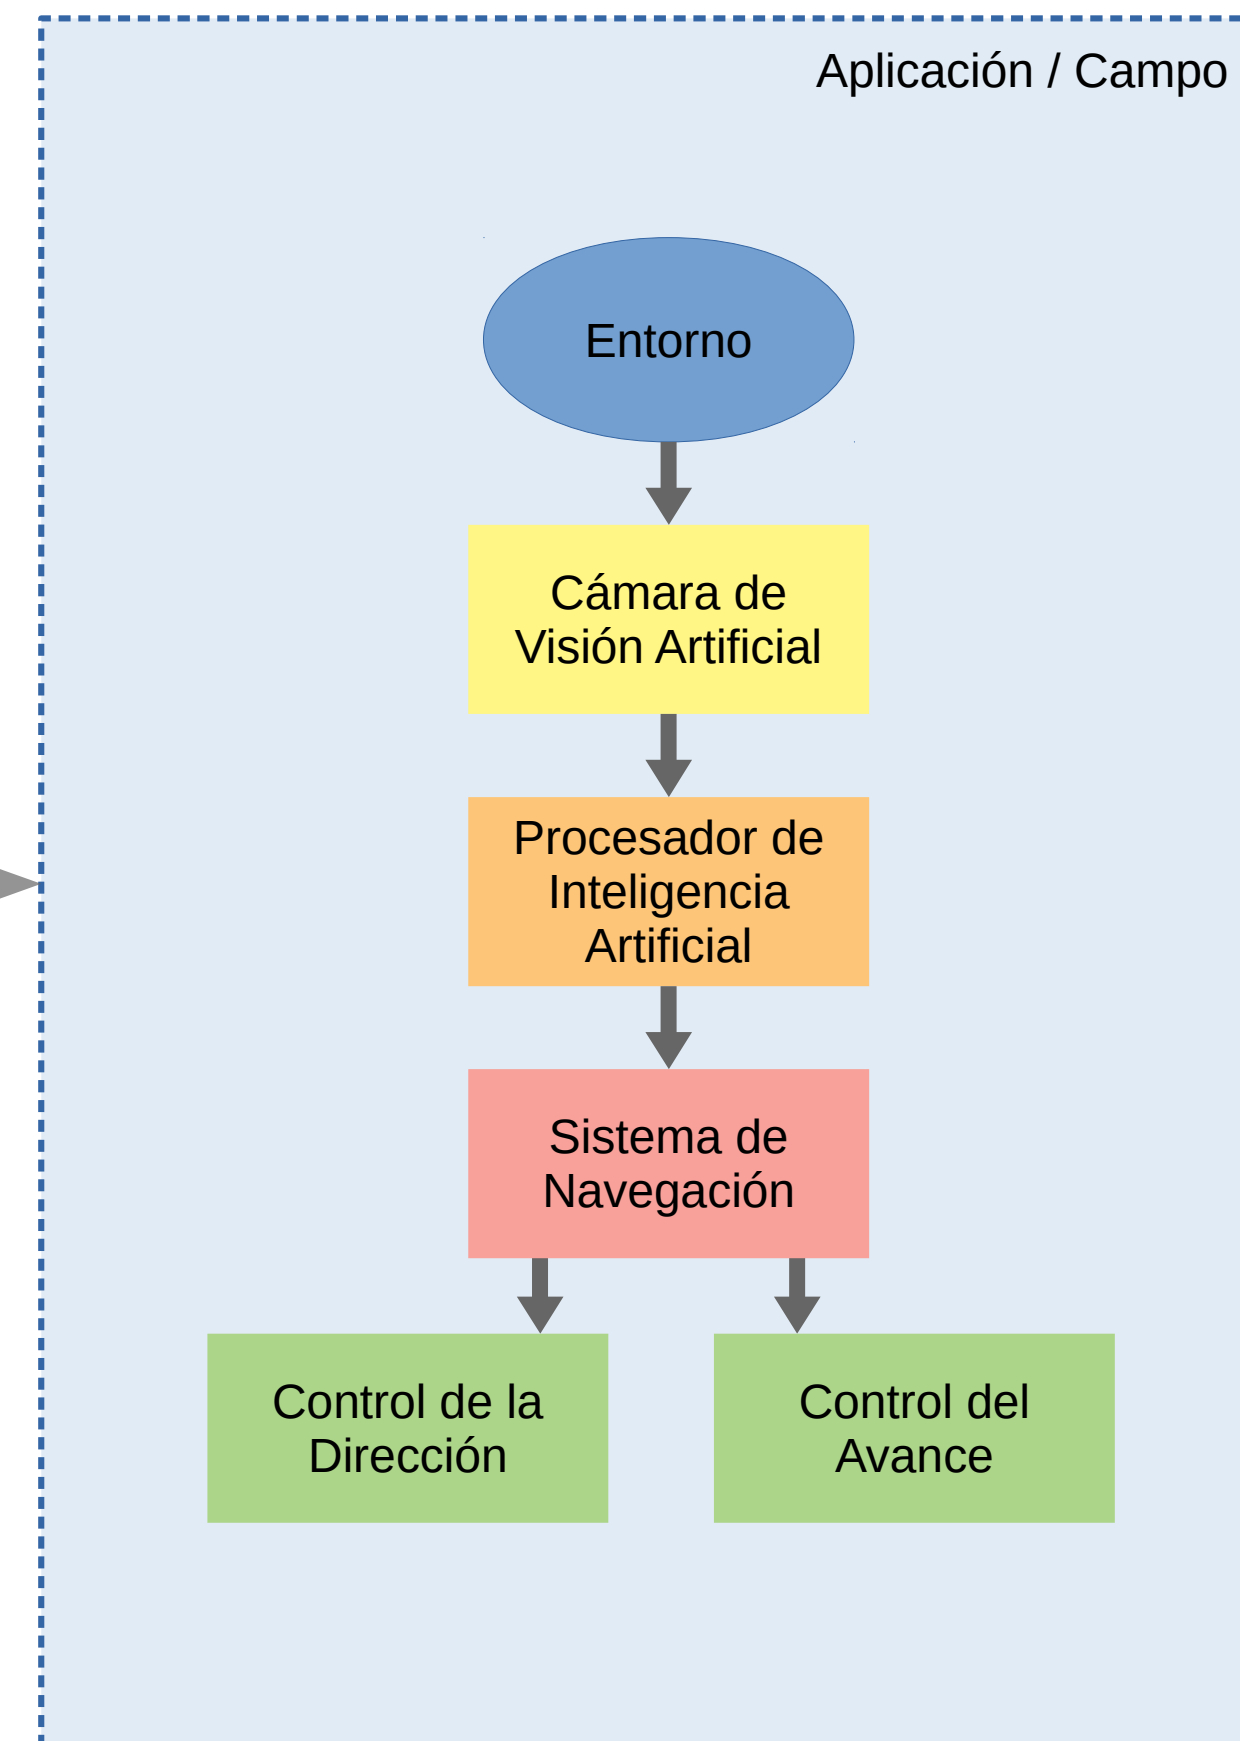 Aplicación / Campo
Entorno
Cámara de
Visión Artificial
Procesador de
Inteligencia
Artificial
Sistema de
Navegación
Control de la
Dirección
Control del
Avance